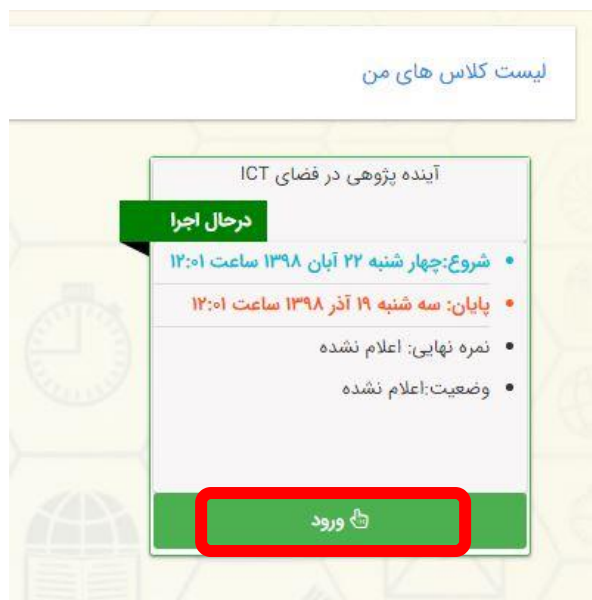 لیست کلاس های من
آینده پژوهی در فضای ICT
درحال اجرا
شروع:چهار شنبه ۲۲ آبان ۱۳۹۸ ساعت ۱۲:۰۱
پایان: سه شنبه ۱۹ آذر ۱۳۹۸ ساعت ۱۲:۰۱
نمره نهایی: اعلام نشده
وضعیت:اعلام نشده
ورود